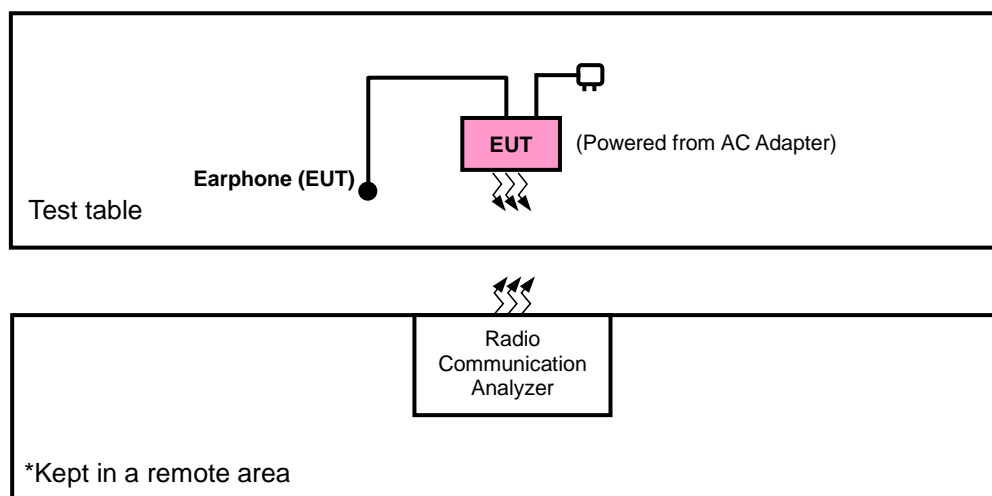 EUT
(Powered from AC Adapter)
Earphone (EUT)
Test table
Radio
Communication
Analyzer
*Kept in a remote area